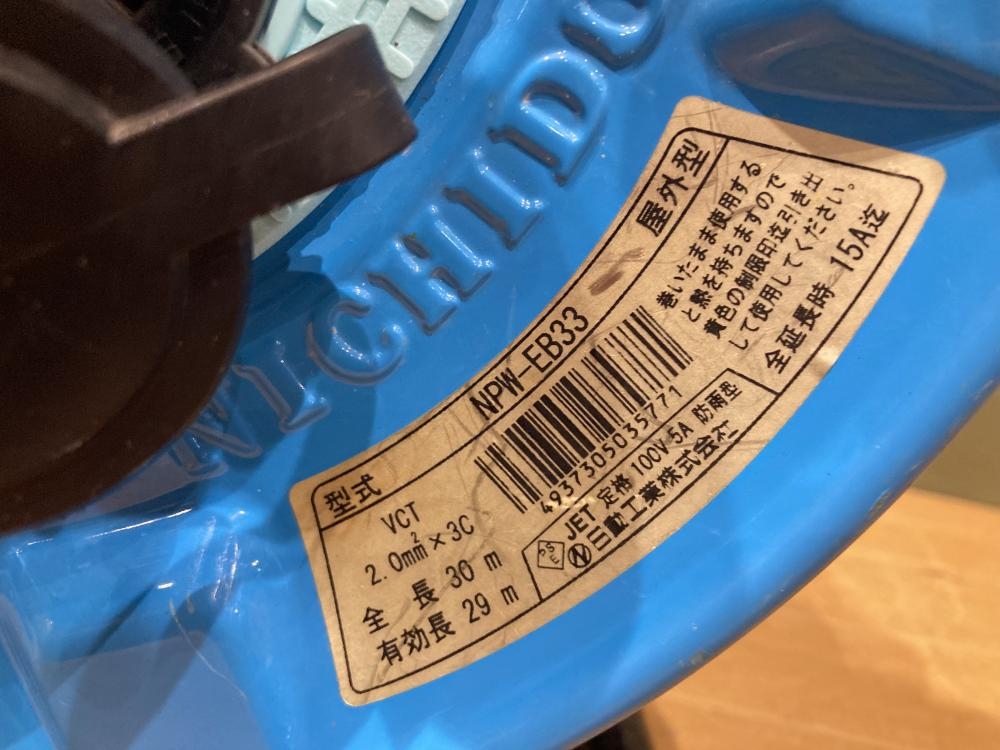 NICHIDO
型式 NPW-EB33 屋外型
VCT
2.0mm²×3C
全 長 30 m
有効長 29 m
4937305035771
PSE JET 定格 100V 5A 防雨型
日動工業株式会社
巻いたまま使用する
と熱を持ちますので
黄色の制限印迄引き出
して使用してください。
全延長時 15A迄